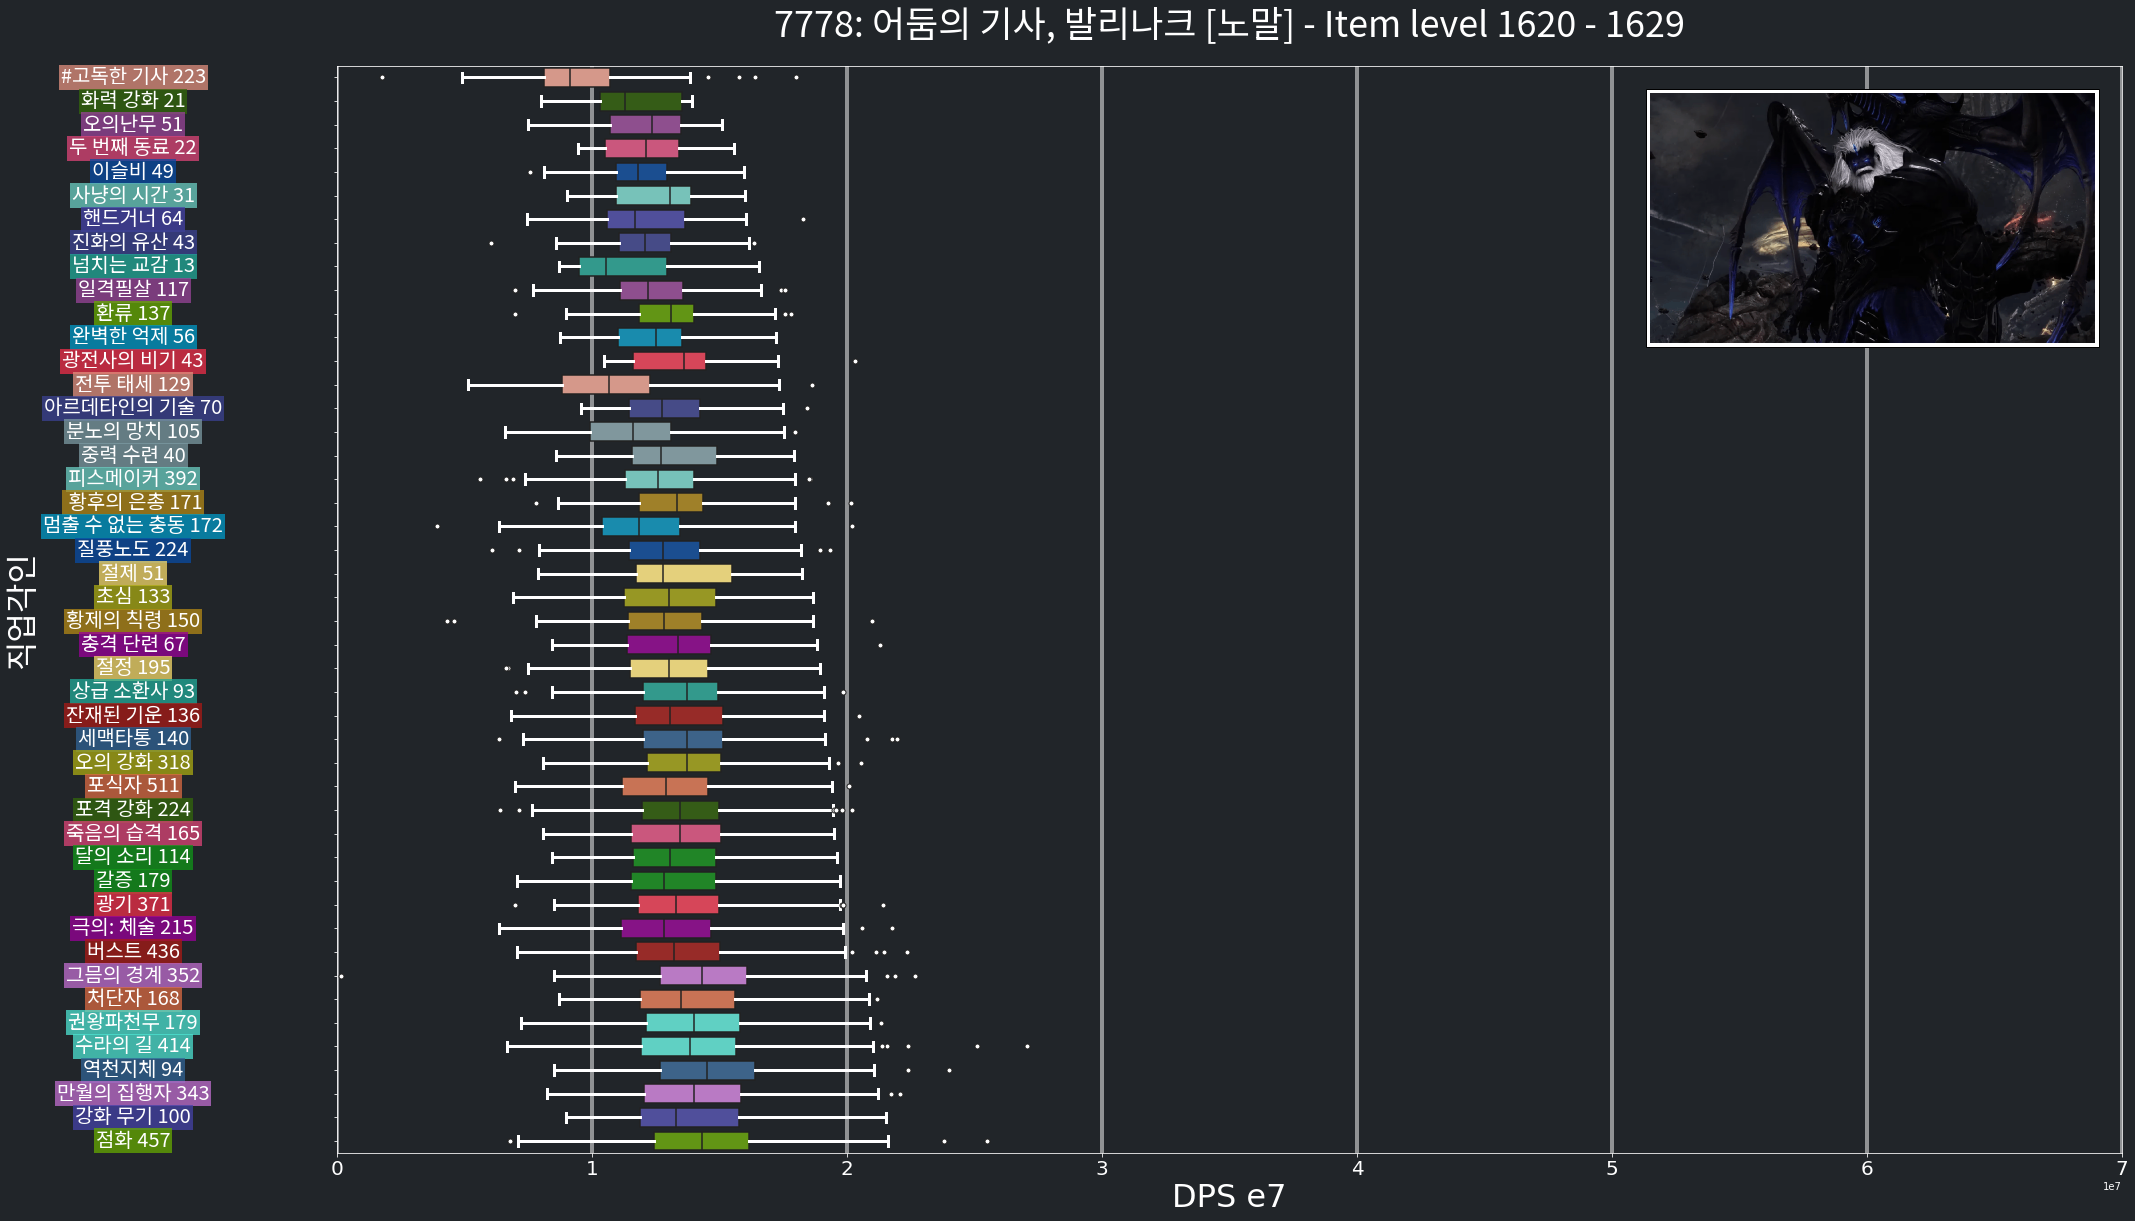 7778: 어둠의 기사, 발리나크 [노말] - Item level 1620 - 1629
#고독한 기사 223
화력 강화 21
오의난무 51
두 번째 동료 22
이슬비 49
사냥의 시간 31
핸드거너 64
진화의 유산 43
넘치는 교감 13
일격필살 117
환류 137
완벽한 억제 56
광전사의 비기 43
전투 태세 129
아르데타인의 기술 70
분노의 망치 105
중력 수련 40
피스메이커 392
황후의 은총 171
멈출 수 없는 충동 172
질풍노도 224
절제 51
초심 133
황제의 칙령 150
충격 단련 67
절정 195
상급 소환사 93
잔재된 기운 136
세맥타통 140
오의 강화 318
포식자 511
포격 강화 224
죽음의 습격 165
달의 소리 114
갈증 179
광기 371
극의: 체술 215
버스트 436
그믐의 경계 352
처단자 168
권왕파천무 179
수라의 길 414
역천지체 94
만월의 집행자 343
강화 무기 100
점화 457
직업각인
0 1 2 3 4 5 6 7
1e7
DPS e7